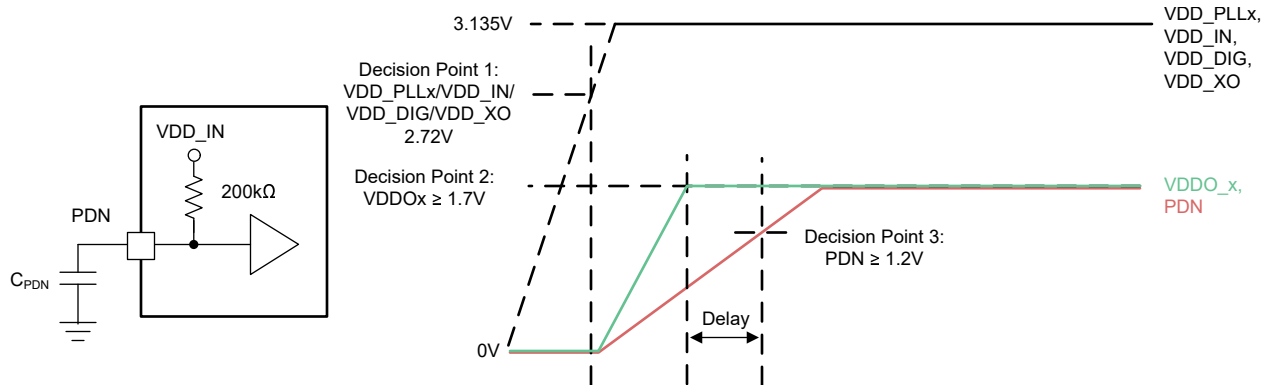 VDD_IN
200kΩ
PDN
CPDN
3.135V
Decision Point 1:
VDD_PLLx/VDD_IN/
VDD_DIG/VDD_XO
2.72V
Decision Point 2:
VDDOx ≥ 1.7V
0V
Delay
Decision Point 3:
PDN ≥ 1.2V
VDD_PLLx,
VDD_IN,
VDD_DIG,
VDD_XO
VDDO_x,
PDN